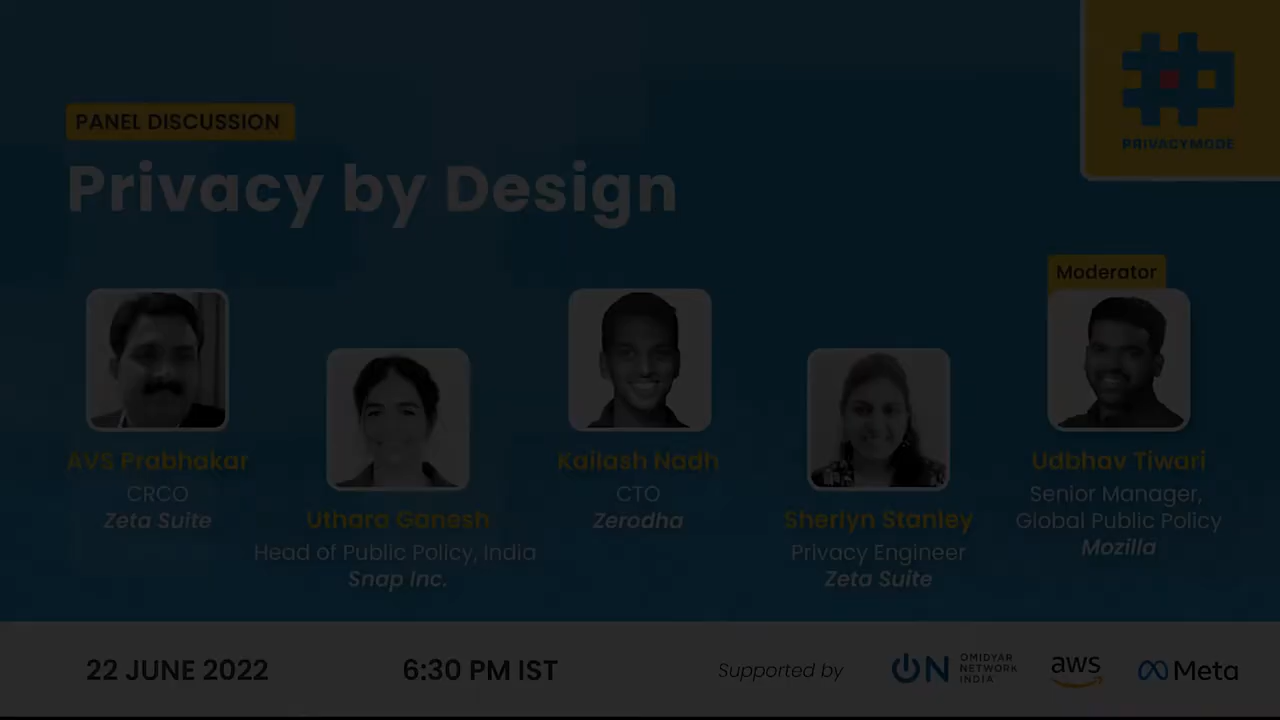 PRIVACYMODE
PANEL DISCUSSION
Privacy by Design
Moderator
AVS Prabhakar
CRCO
Zeta Suite
Uthara Ganesh
Head of Public Policy, India
Snap Inc.
Kailash Nadh
CTO
Zerodha
Sherlyn Stanley
Privacy Engineer
Zeta Suite
Udbhav Tiwari
Senior Manager,
Global Public Policy
Mozilla
22 JUNE 2022
6:30 PM IST
Supported by
ON
OMIDYAR
NETWORK
INDIA
aws
Meta